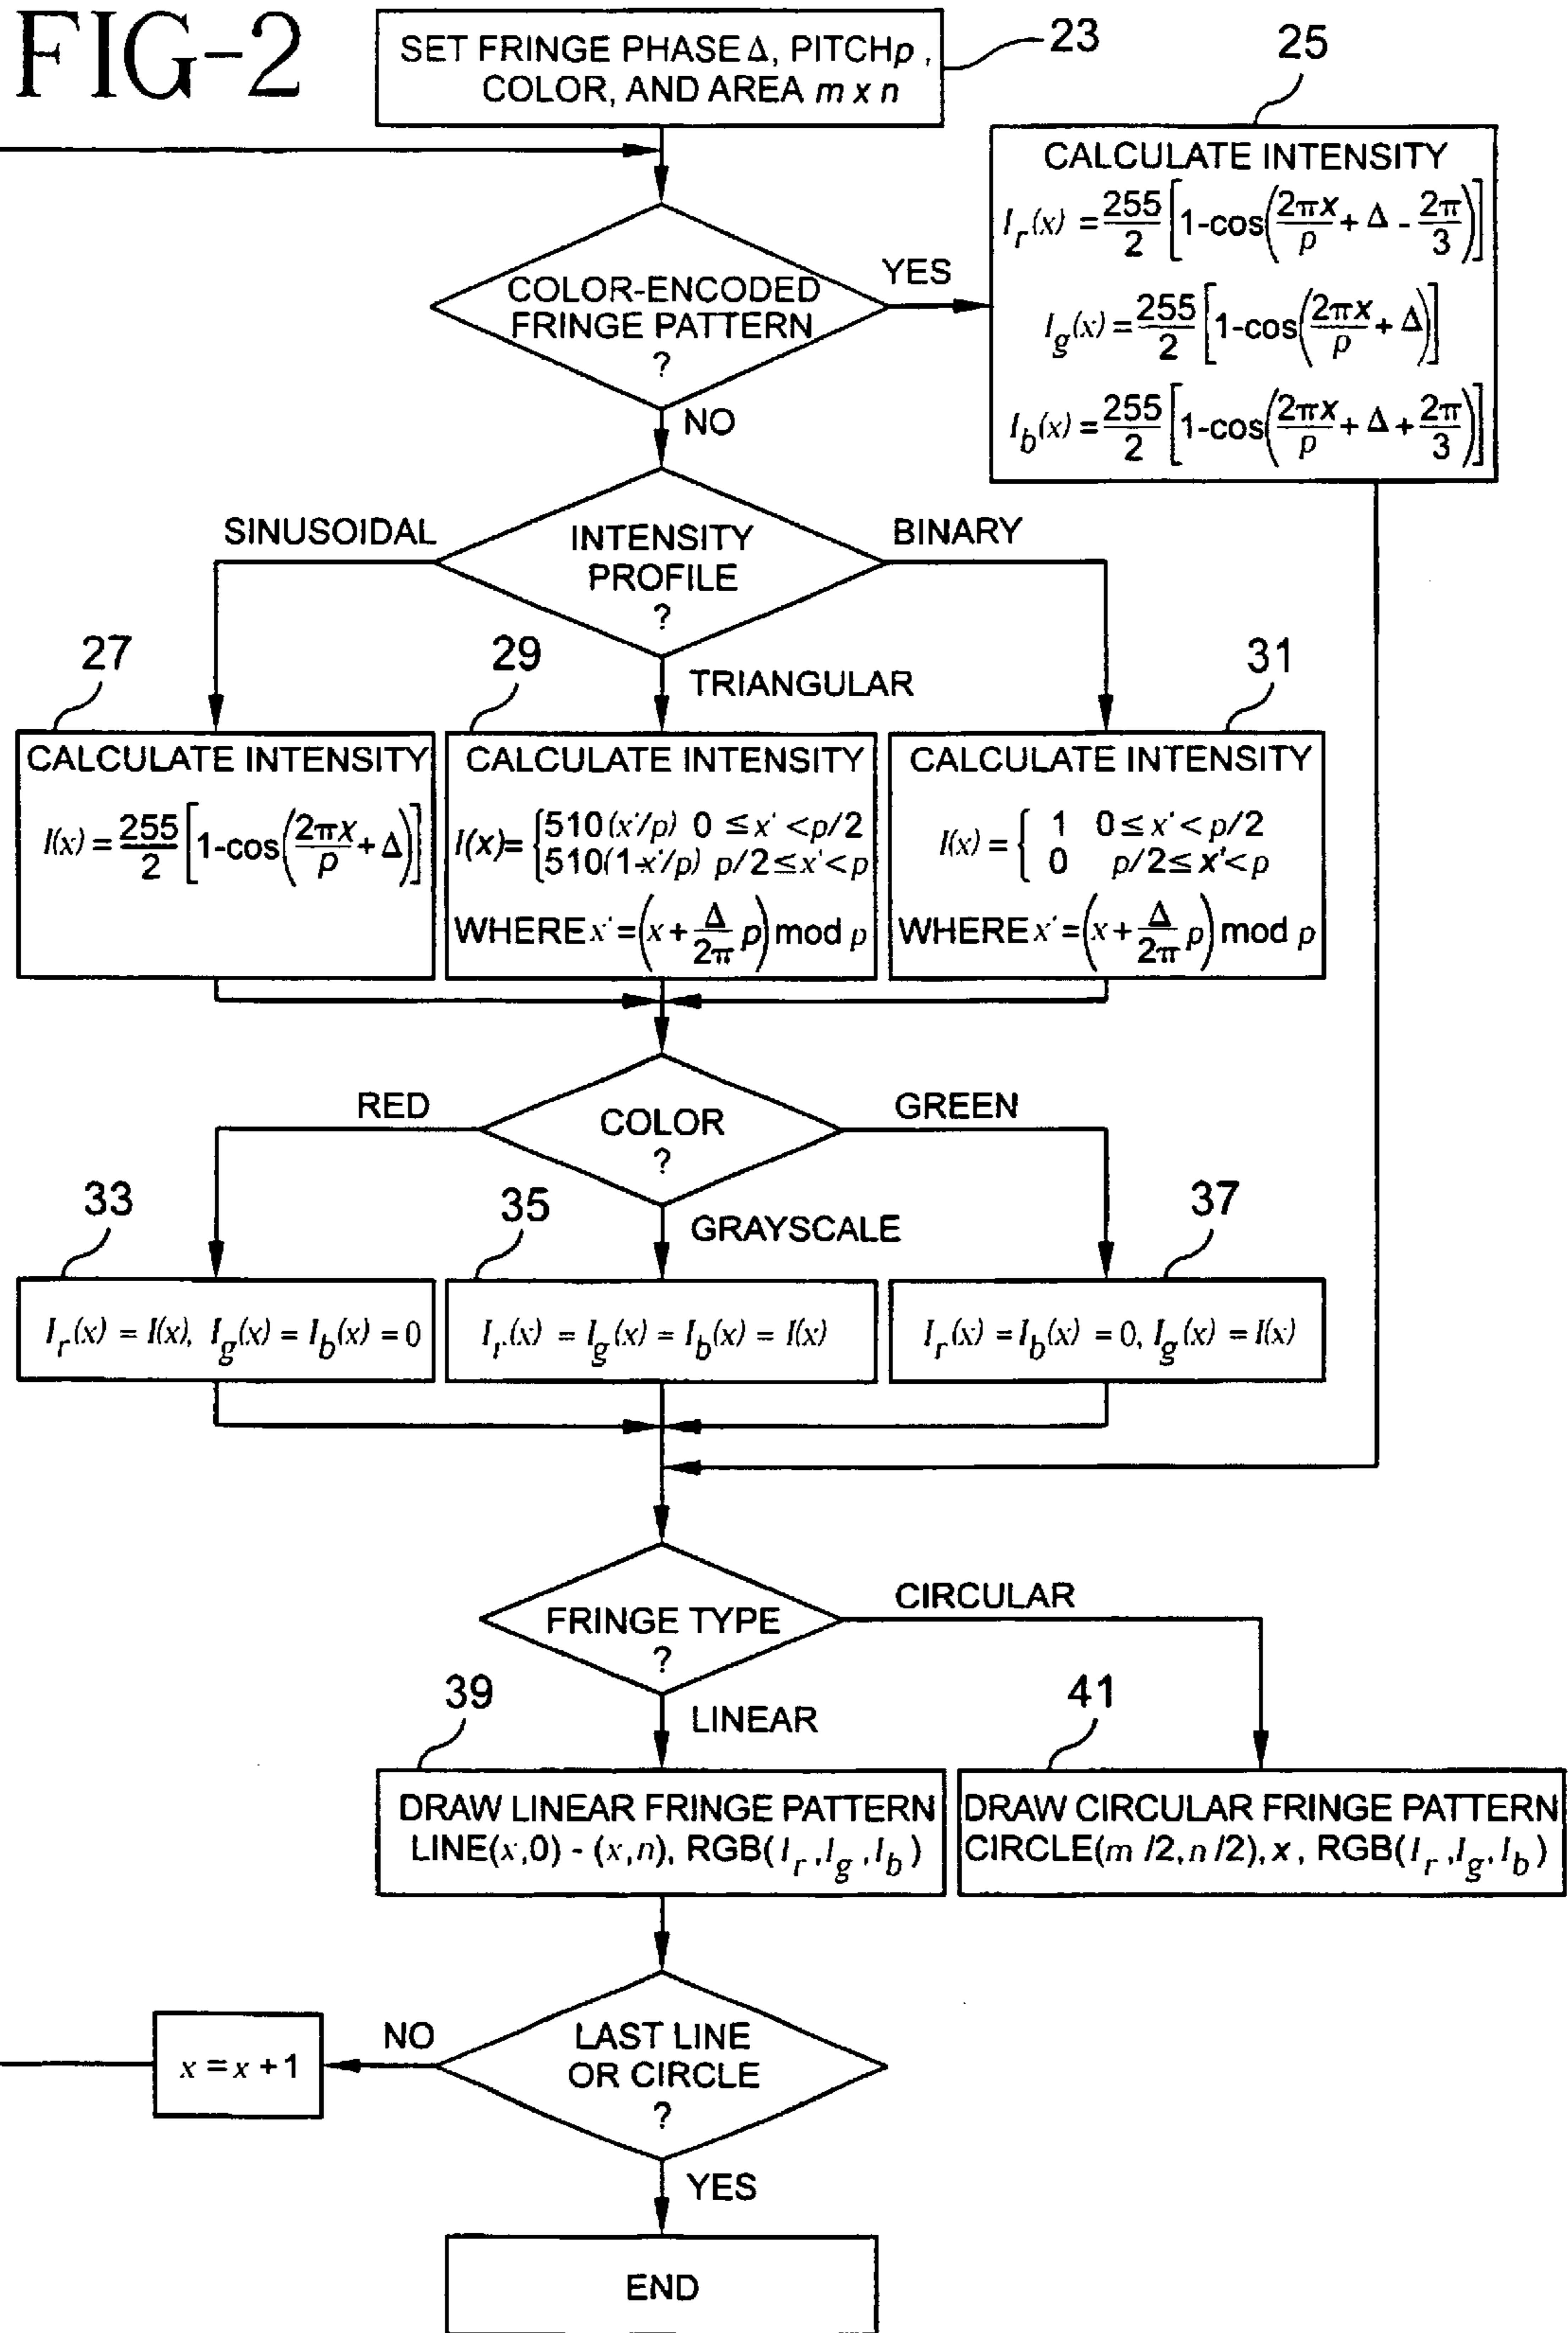 FIG-2
SET FRINGE PHASE Δ, PITCH p ,
COLOR, AND AREA m x n
23
25
CALCULATE INTENSITY
I_r(x) = 255/2 [1-cos(2πx/p + Δ - 2π/3)]
I_g(x) = 255/2 [1-cos(2πx/p + Δ)]
I_b(x) = 255/2 [1-cos(2πx/p + Δ + 2π/3)]
COLOR-ENCODED
FRINGE PATTERN
?
YES
NO
SINUSOIDAL
INTENSITY
PROFILE
?
BINARY
TRIANGULAR
27
CALCULATE INTENSITY
I(x) = 255/2 [1-cos(2πx/p + Δ)]
29
CALCULATE INTENSITY
I(x)= {510(x'/p) 0 ≤ x' < p/2
510(1-x'/p) p/2 ≤ x' < p
WHERE x' = (x + Δ/2π p) mod p
31
CALCULATE INTENSITY
I(x) = { 1 0 ≤ x' < p/2
0 p/2 ≤ x' < p
WHERE x' = (x + Δ/2π p) mod p
RED
COLOR
?
GREEN
GRAYSCALE
33
I_r(x) = I(x), I_g(x) = I_b(x) = 0
35
I_r(x) = I_g(x) = I_b(x) = I(x)
37
I_r(x) = I_b(x) = 0, I_g(x) = I(x)
FRINGE TYPE
?
CIRCULAR
LINEAR
39
DRAW LINEAR FRINGE PATTERN
LINE(x,0) - (x,n), RGB(I_r,I_g,I_b)
41
DRAW CIRCULAR FRINGE PATTERN
CIRCLE(m/2,n/2), x, RGB(I_r,I_g,I_b)
LAST LINE
OR CIRCLE
?
NO
x = x + 1
YES
END